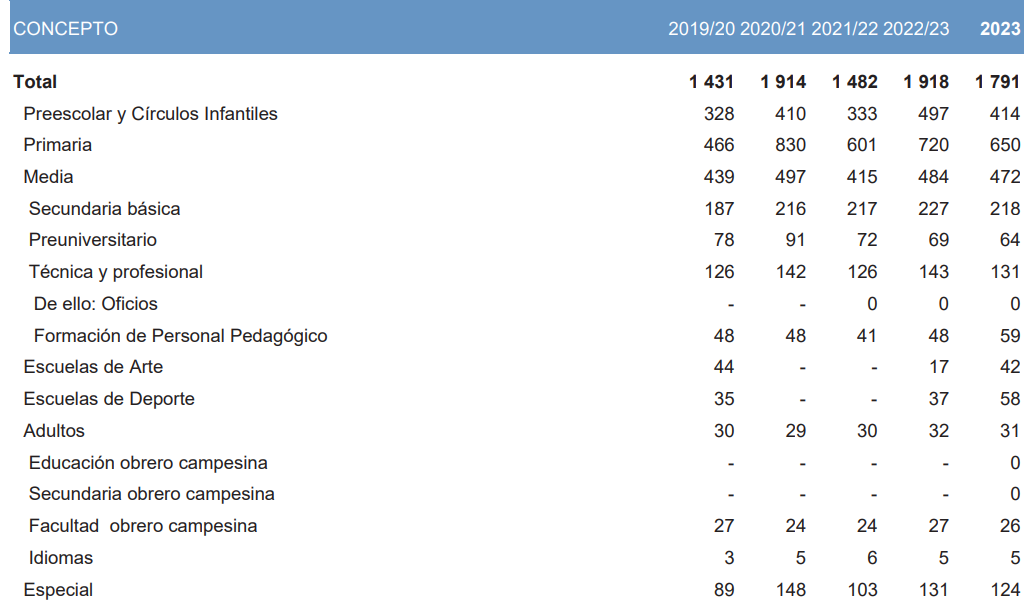 CONCEPTO 2019/20 2020/21 2021/22 2022/23 2023
Total 1 431 1 914 1 482 1 918 1 791
Preescolar y Círculos Infantiles 328 410 333 497 414
Primaria 466 830 601 720 650
Media 439 497 415 484 472
Secundaria básica 187 216 217 227 218
Preuniversitario 78 91 72 69 64
Técnica y profesional 126 142 126 143 131
De ello: Oficios - - 0 0 0
Formación de Personal Pedagógico 48 48 41 48 59
Escuelas de Arte 44 - - 17 42
Escuelas de Deporte 35 - - 37 58
Adultos 30 29 30 32 31
Educación obrero campesina - - - - 0
Secundaria obrero campesina - - - - 0
Facultad obrero campesina 27 24 24 27 26
Idiomas 3 5 6 5 5
Especial 89 148 103 131 124